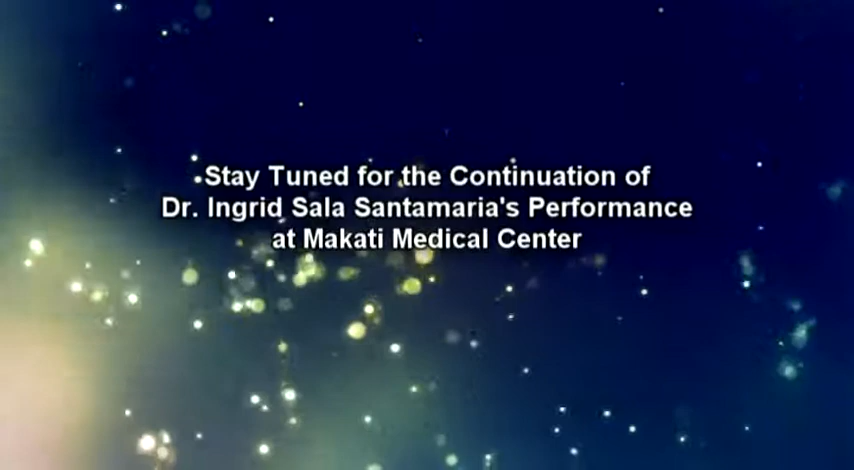 Stay Tuned for the Continuation of
Dr. Ingrid Sala Santamaria's Performance
at Makati Medical Center